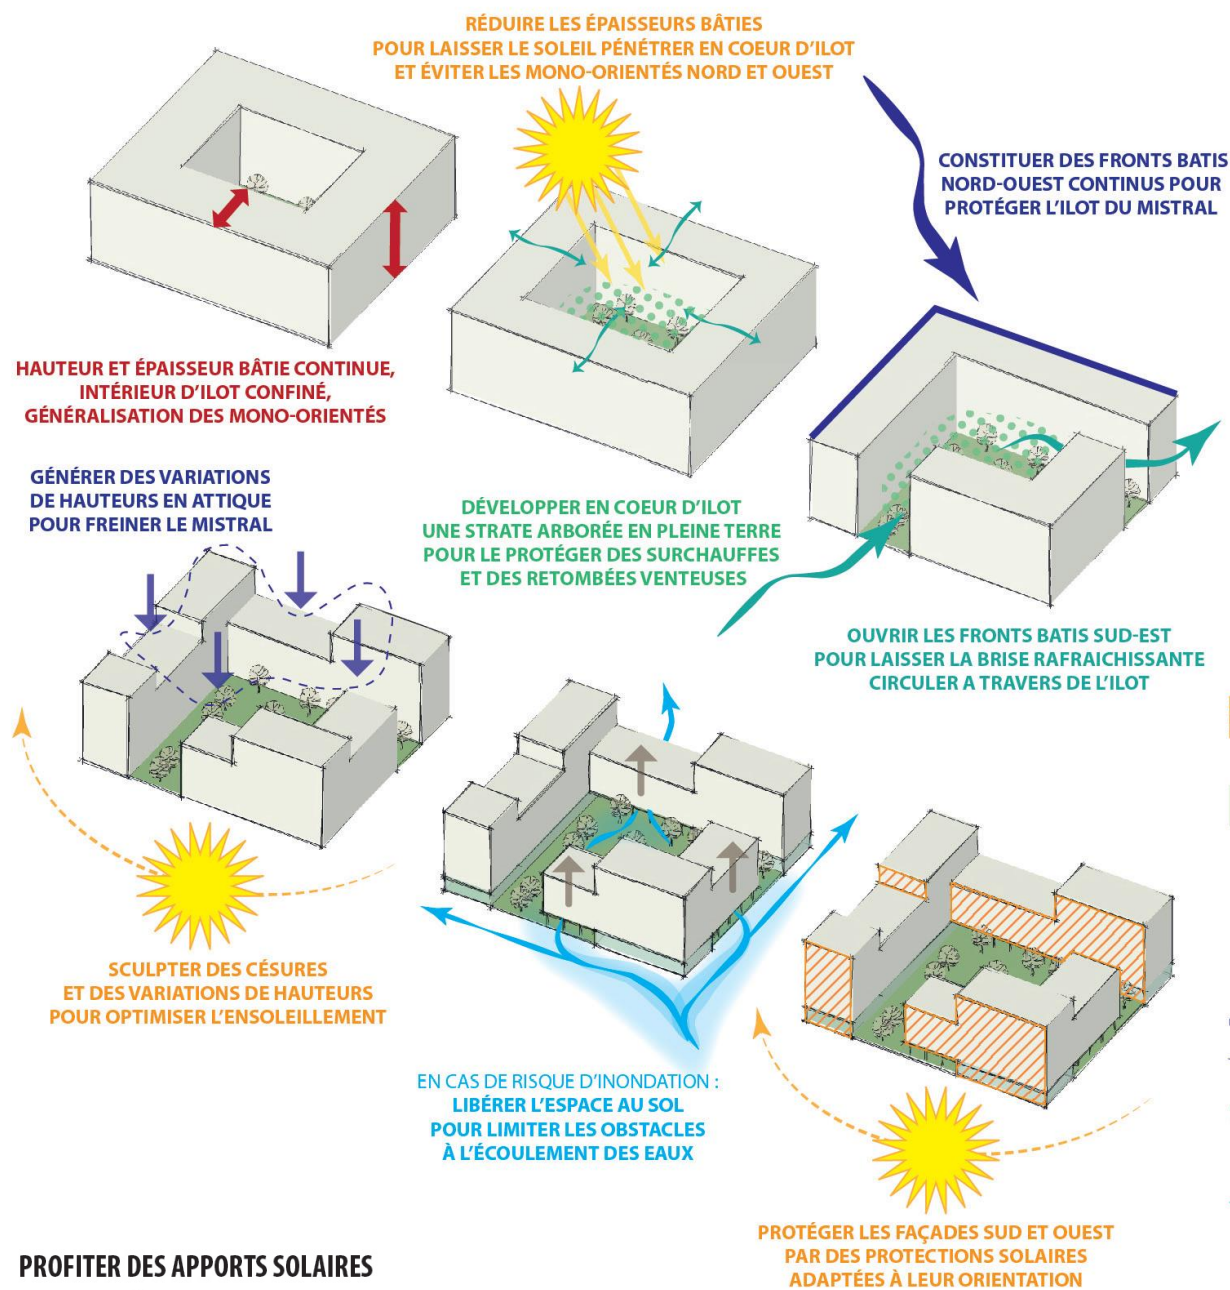 RÉDUIRE LES ÉPAISSEURS BÂTIES
POUR LAISSER LE SOLEIL PÉNÉTRER EN COEUR D'ILOT
ET ÉVITER LES MONO-ORIENTÉS NORD ET OUEST
CONSTITUER DES FRONTS BATIS
NORD-OUEST CONTINUS POUR
PROTÉGER L'ILOT DU MISTRAL
HAUTEUR ET ÉPAISSEUR BÂTIE CONTINUE,
INTÉRIEUR D'ILOT CONFINÉ,
GÉNÉRALISATION DES MONO-ORIENTÉS
GÉNÉRER DES VARIATIONS
DE HAUTEURS EN ATTIQUE
POUR FREINER LE MISTRAL
DÉVELOPPER EN COEUR D'ILOT
UNE STRATE ARBORÉE EN PLEINE TERRE
POUR LE PROTÉGER DES SURCHAUFFES
ET DES RETOMBÉES VENTEUSES
OUVRIR LES FRONTS BATIS SUD-EST
POUR LAISSER LA BRISE RAFRAICHISSANTE
CIRCULER A TRAVERS DE L'ILOT
SCULPTER DES CÉSURES
ET DES VARIATIONS DE HAUTEURS
POUR OPTIMISER L'ENSOLEILLEMENT
EN CAS DE RISQUE D'INONDATION :
LIBÉRER L'ESPACE AU SOL
POUR LIMITER LES OBSTACLES
À L'ÉCOULEMENT DES EAUX
PROTÉGER LES FAÇADES SUD ET OUEST
PAR DES PROTECTIONS SOLAIRES
ADAPTÉES À LEUR ORIENTATION
PROFITER DES APPORTS SOLAIRES